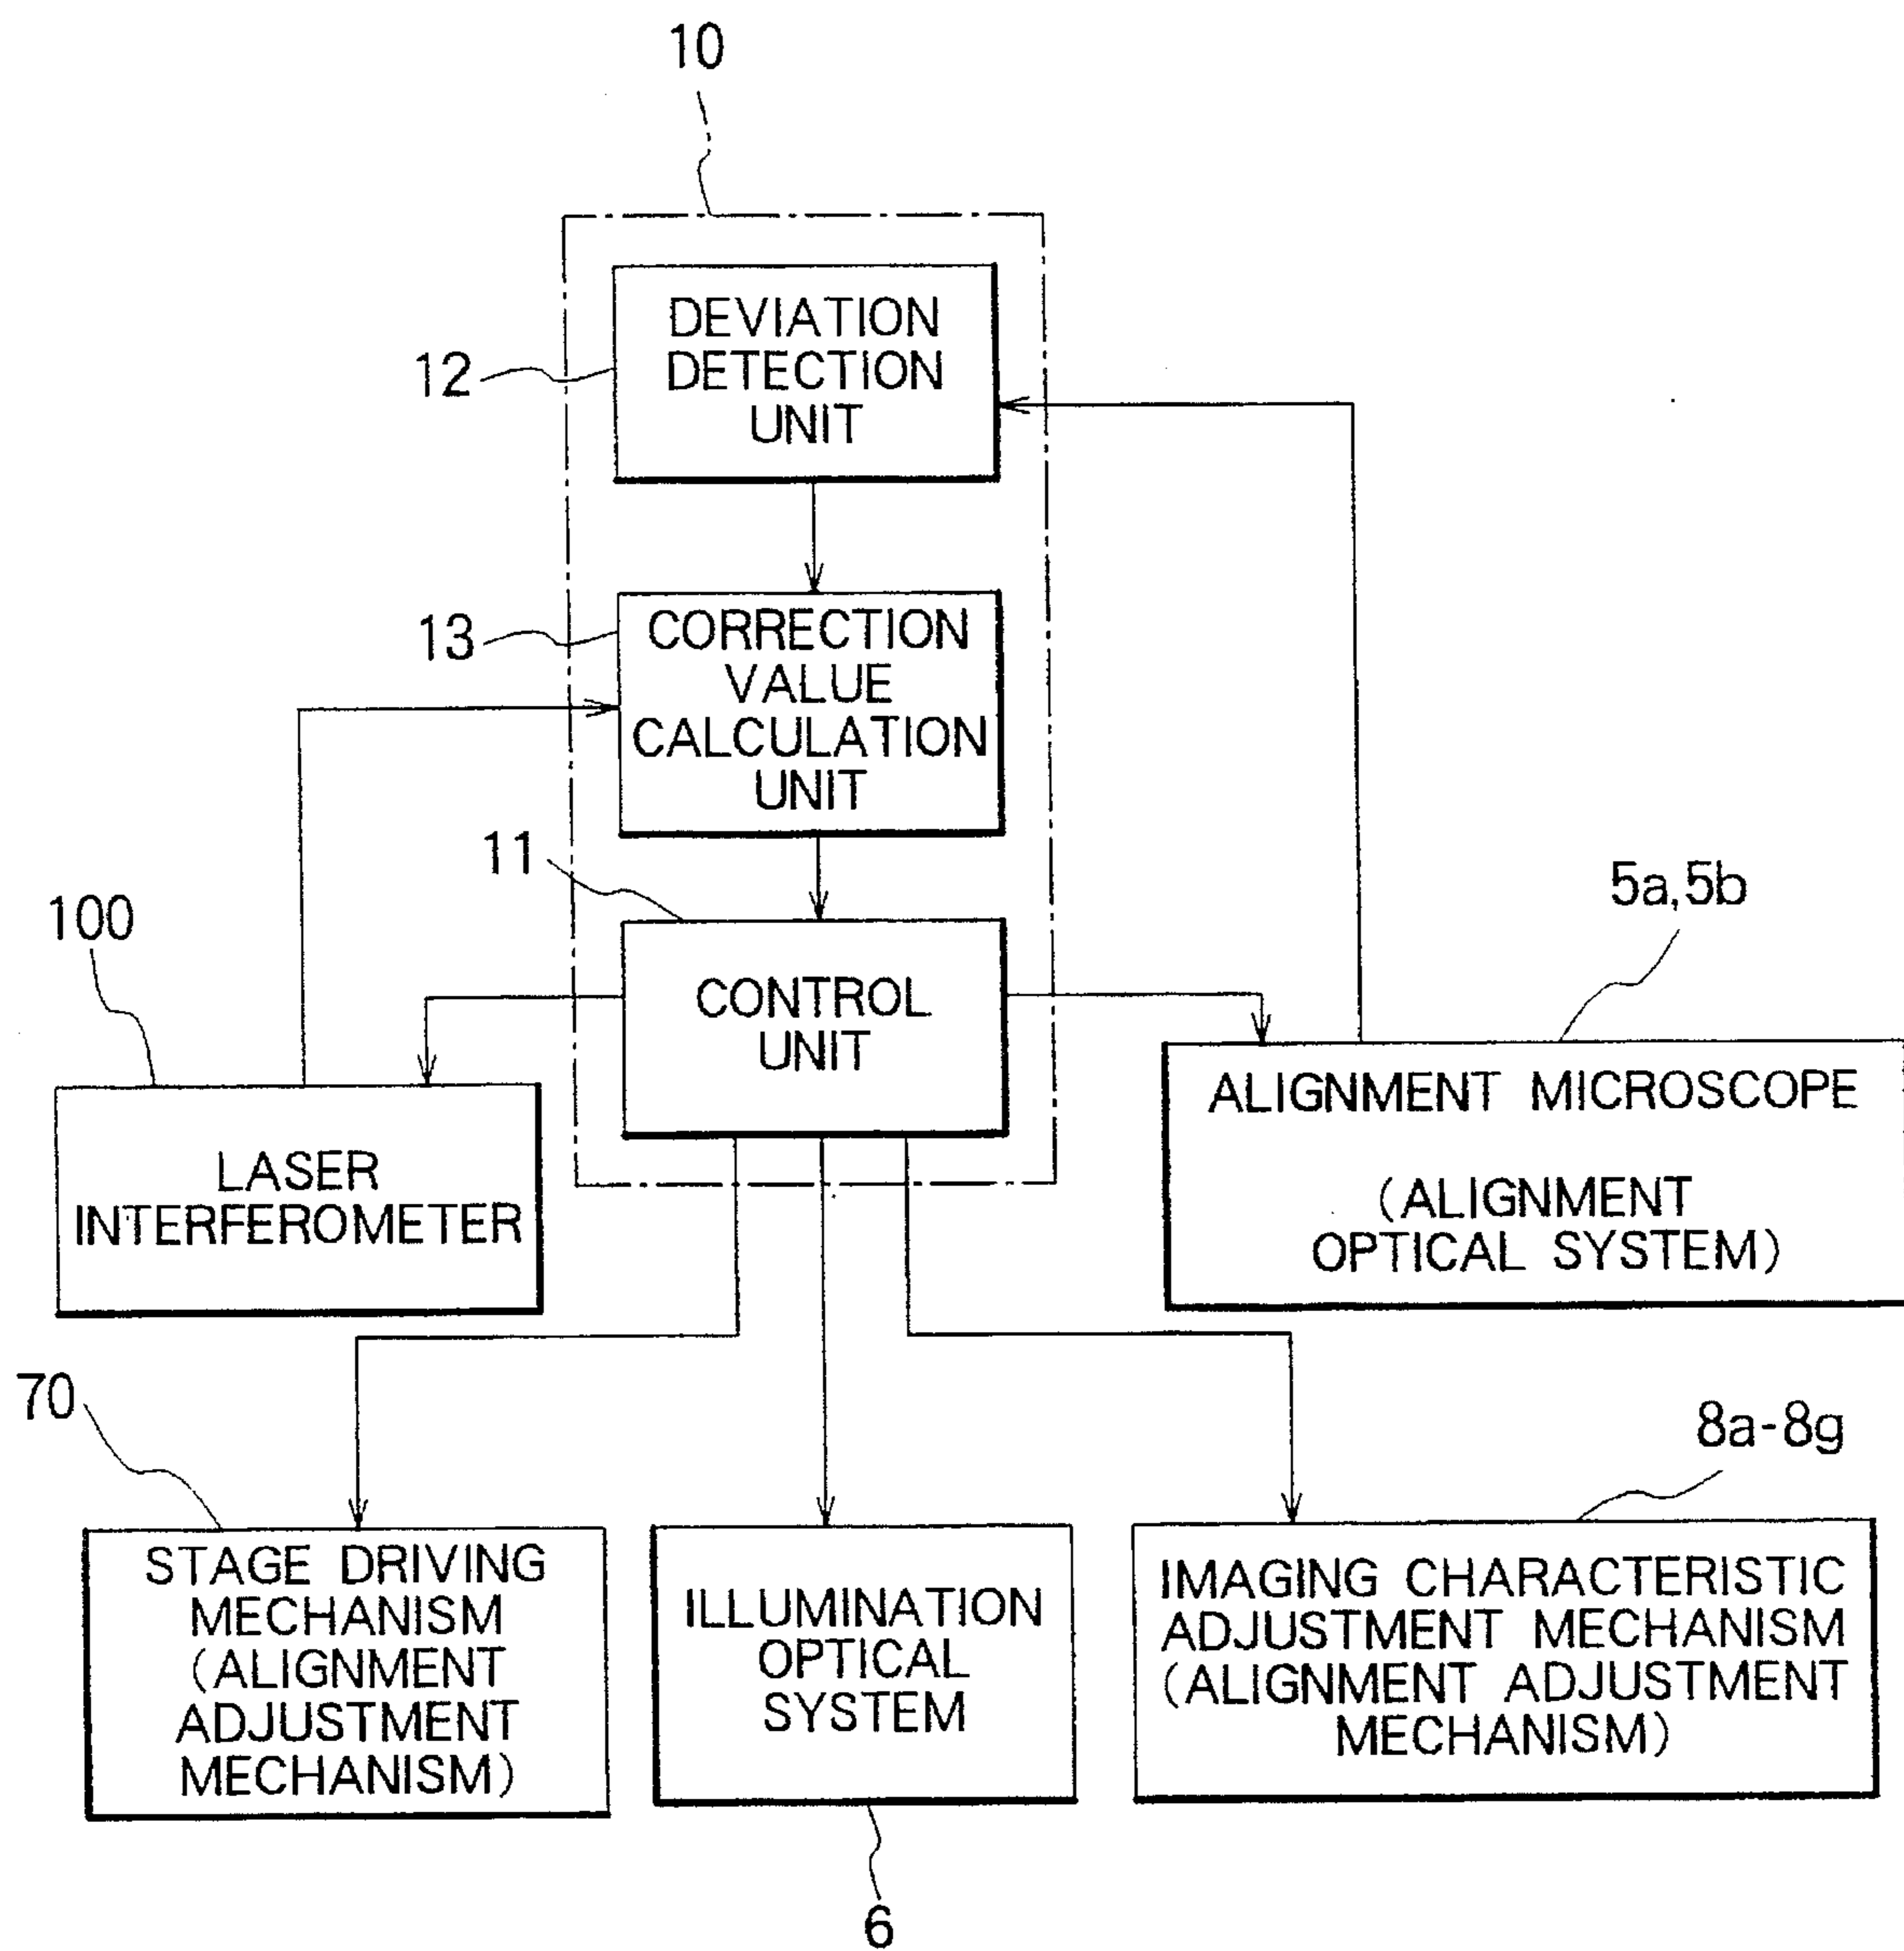 10
DEVIATION
DETECTION
UNIT
12
CORRECTION
VALUE
CALCULATION
UNIT
13
11
CONTROL
UNIT
100
LASER
INTERFEROMETER
5a,5b
ALIGNMENT MICROSCOPE
(ALIGNMENT
OPTICAL SYSTEM)
70
STAGE DRIVING
MECHANISM
(ALIGNMENT
ADJUSTMENT
MECHANISM)
ILLUMINATION
OPTICAL
SYSTEM
6
8a-8g
IMAGING CHARACTERISTIC
ADJUSTMENT MECHANISM
(ALIGNMENT ADJUSTMENT
MECHANISM)